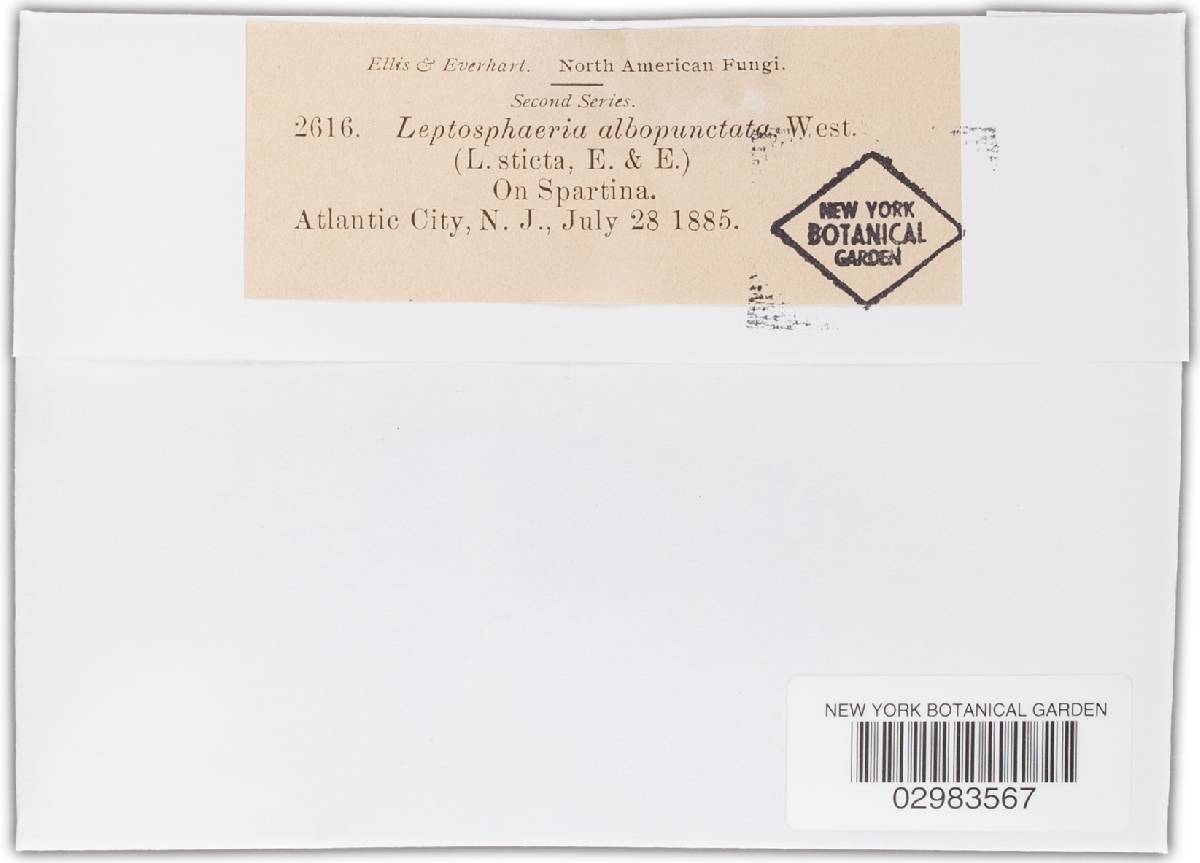 Ellis & Everhart. North American Fungi.
Second Series.
2616. Leptosphaeria albopunctata, West.
(L. sticta, E. & E.)
On Spartina.
Atlantic City, N. J., July 28 1885.
NEW YORK
BOTANICAL
GARDEN
NEW YORK BOTANICAL GARDEN
02983567